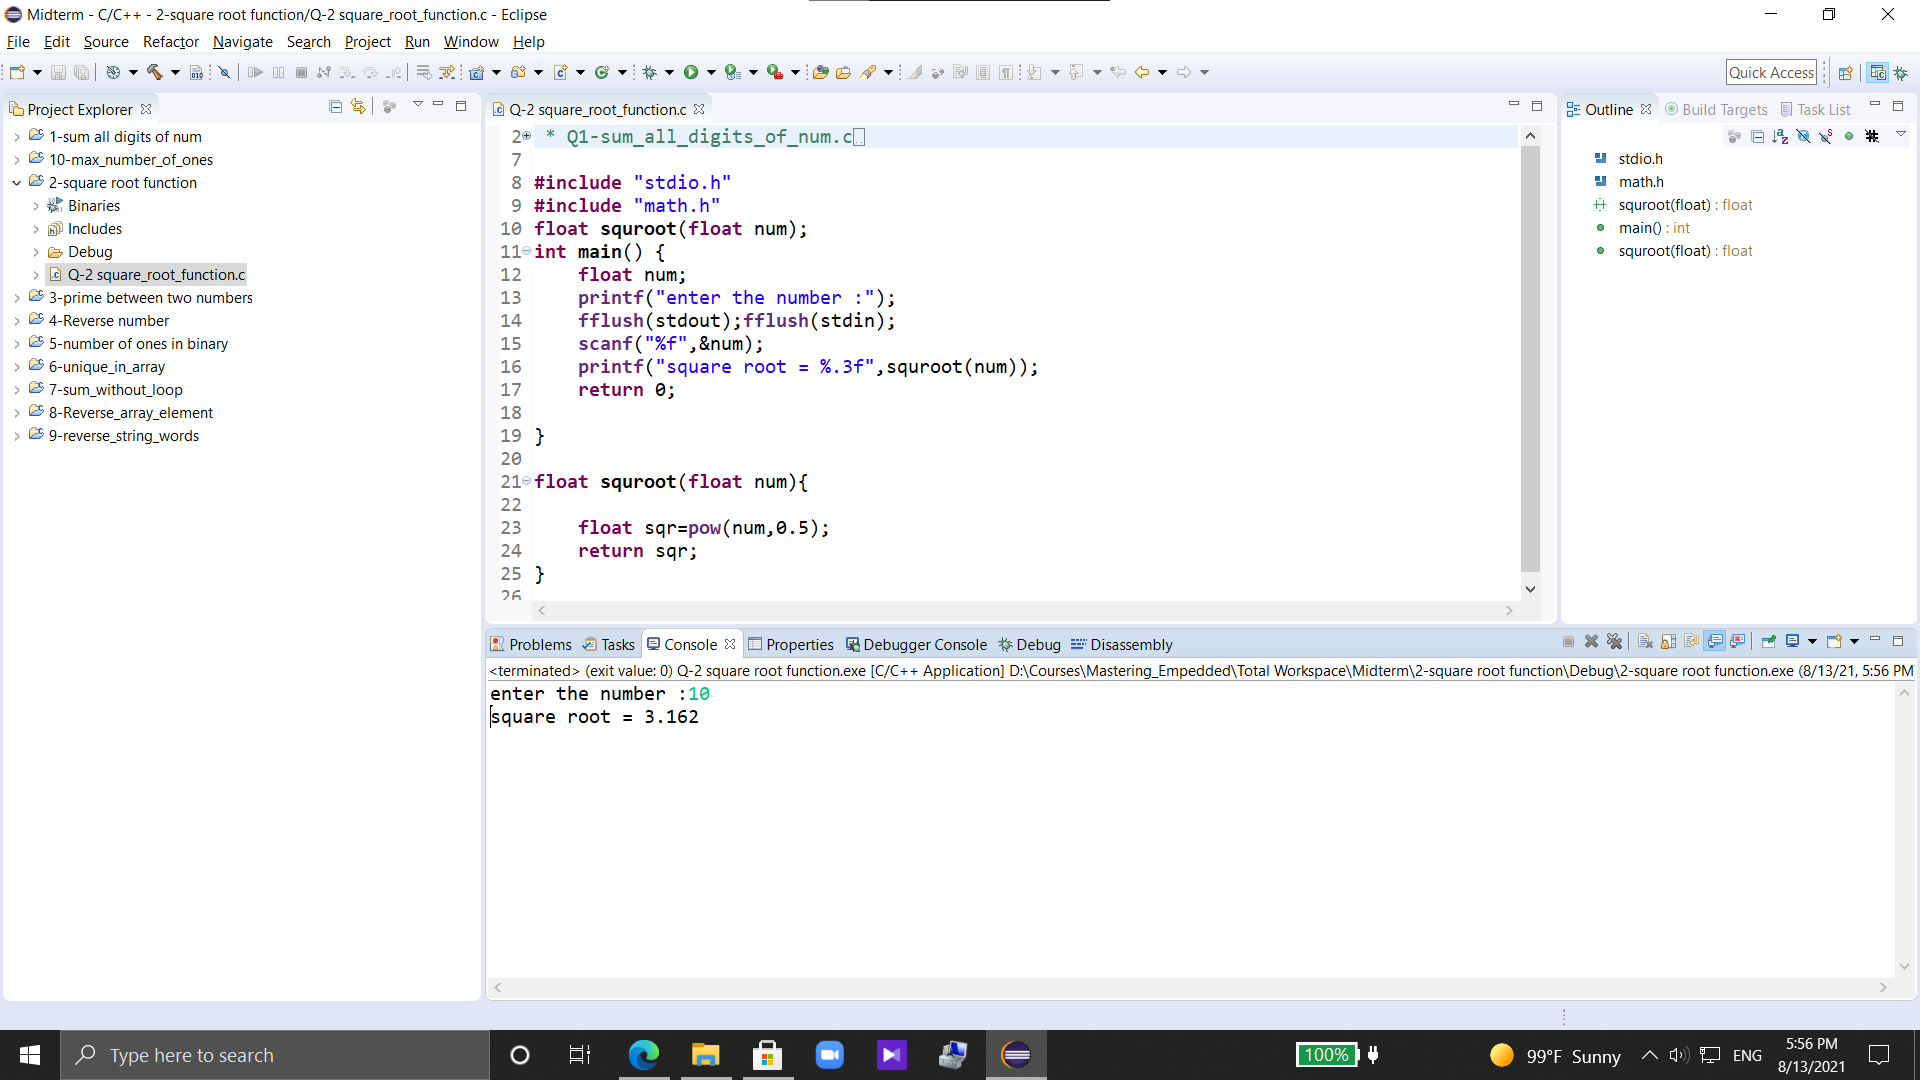 Midterm - C/C++ - 2-square root function/Q-2 square_root_function.c - Eclipse
File Edit Source Refactor Navigate Search Project Run Window Help
Quick Access
Project Explorer
1-sum all digits of num
10-max_number_of_ones
2-square root function
Binaries
Includes
Debug
Q-2 square_root_function.c
3-prime between two numbers
4-Reverse number
5-number of ones in binary
6-unique_in_array
7-sum_without_loop
8-Reverse_array_element
9-reverse_string_words
Q-2 square_root_function.c
2 * Q1-sum_all_digits_of_num.c
7
8 #include "stdio.h"
9 #include "math.h"
10 float squroot(float num);
11 int main() {
12 float num;
13 printf("enter the number :");
14 fflush(stdout);fflush(stdin);
15 scanf("%f",&num);
16 printf("square root = %.3f",squroot(num));
17 return 0;
18
19 }
20
21 float squroot(float num){
22
23 float sqr=pow(num,0.5);
24 return sqr;
25 }
26
Outline Build Targets Task List
stdio.h
math.h
squroot(float) : float
main() : int
squroot(float) : float
Problems Tasks Console Properties Debugger Console Debug Disassembly
<terminated> (exit value: 0) Q-2 square root function.exe [C/C++ Application] D:\Courses\Mastering_Empedded\Total Workspace\Midterm\2-square root function\Debug\2-square root function.exe (8/13/21, 5:56 PM
enter the number :10
square root = 3.162
Type here to search
100%
99°F Sunny
ENG
5:56 PM
8/13/2021